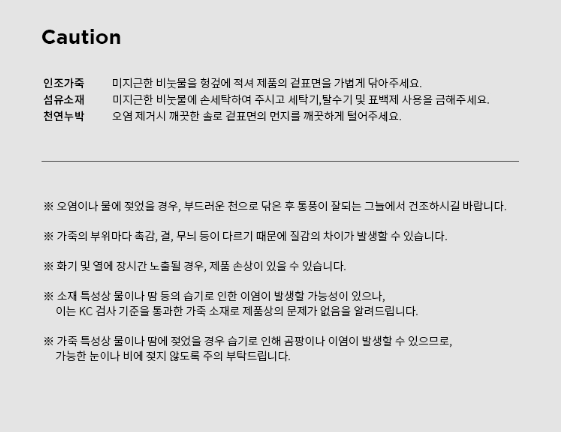 Caution
인조가죽 미지근한 비눗물을 헝겊에 적셔 제품의 겉표면을 가볍게 닦아주세요.
섬유소재 미지근한 비눗물에 손세탁하여 주시고 세탁기,탈수기 및 표백제 사용을 금해주세요.
천연누박 오염 제거시 깨끗한 솔로 겉표면의 먼지를 깨끗하게 털어주세요.
※ 오염이나 물에 젖었을 경우, 부드러운 천으로 닦은 후 통풍이 잘되는 그늘에서 건조하시길 바랍니다.
※ 가죽의 부위마다 촉감, 결, 무늬 등이 다르기 때문에 질감의 차이가 발생할 수 있습니다.
※ 화기 및 열에 장시간 노출될 경우, 제품 손상이 있을 수 있습니다.
※ 소재 특성상 물이나 땀 등의 습기로 인한 이염이 발생할 가능성이 있으나,
이는 KC 검사 기준을 통과한 가죽 소재로 제품상의 문제가 없음을 알려드립니다.
※ 가죽 특성상 물이나 땀에 젖었을 경우 습기로 인해 곰팡이나 이염이 발생할 수 있으므로,
가능한 눈이나 비에 젖지 않도록 주의 부탁드립니다.